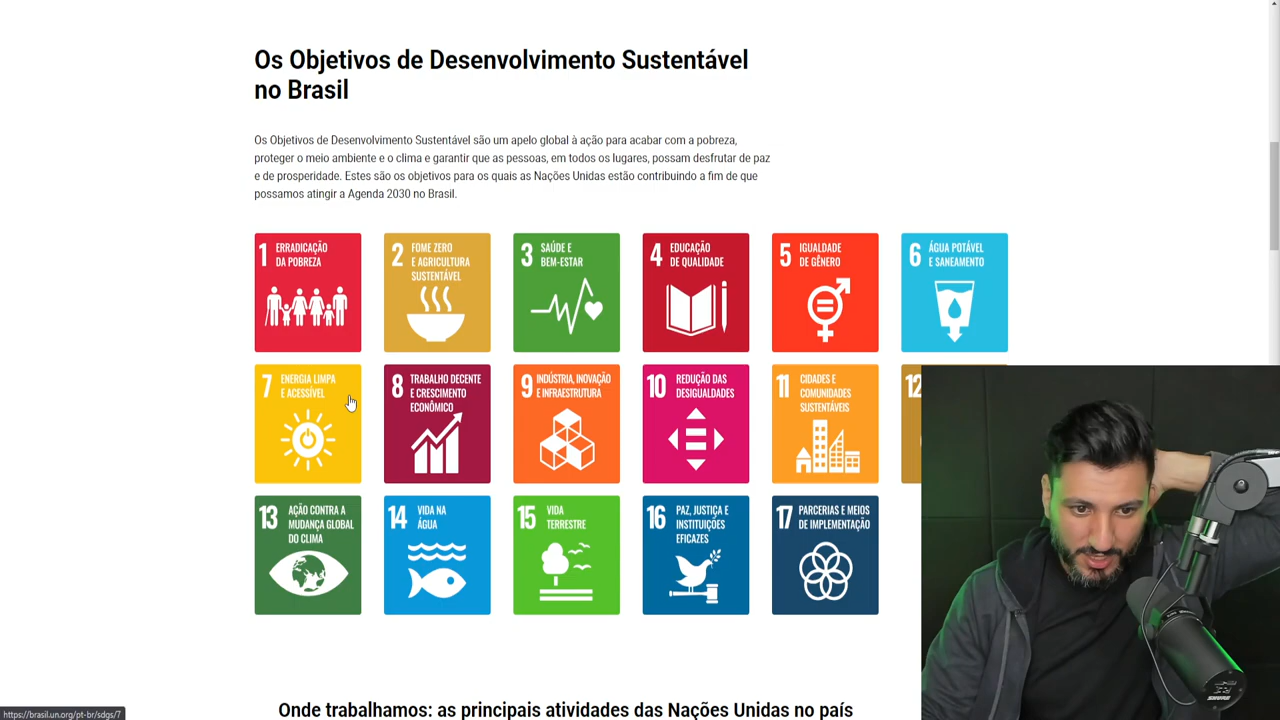 Os Objetivos de Desenvolvimento Sustentável
no Brasil
Os Objetivos de Desenvolvimento Sustentável são um apelo global à ação para acabar com a pobreza,
proteger o meio ambiente e o clima e garantir que as pessoas, em todos os lugares, possam desfrutar de paz
e de prosperidade. Estes são os objetivos para os quais as Nações Unidas estão contribuindo a fim de que
possamos atingir a Agenda 2030 no Brasil.
1 ERRADICAÇÃO
DA POBREZA
2 FOME ZERO
E AGRICULTURA
SUSTENTÁVEL
3 SAÚDE E
BEM-ESTAR
4 EDUCAÇÃO
DE QUALIDADE
5 IGUALDADE
DE GÊNERO
6 ÁGUA POTÁVEL
E SANEAMENTO
7 ENERGIA LIMPA
E ACESSÍVEL
8 TRABALHO DECENTE
E CRESCIMENTO
ECONÔMICO
9 INDÚSTRIA, INOVAÇÃO
E INFRAESTRUTURA
10 REDUÇÃO DAS
DESIGUALDADES
11 CIDADES E
COMUNIDADES
SUSTENTÁVEIS
12
13 AÇÃO CONTRA A
MUDANÇA GLOBAL
DO CLIMA
14 VIDA NA
ÁGUA
15 VIDA
TERRESTRE
16 PAZ, JUSTIÇA E
INSTITUIÇÕES
EFICAZES
17 PARCERIAS E MEIOS
DE IMPLEMENTAÇÃO
Onde trabalhamos: as principais atividades das Nações Unidas no país
https://brasil.un.org/pt-br/sdgs/7
SHURE